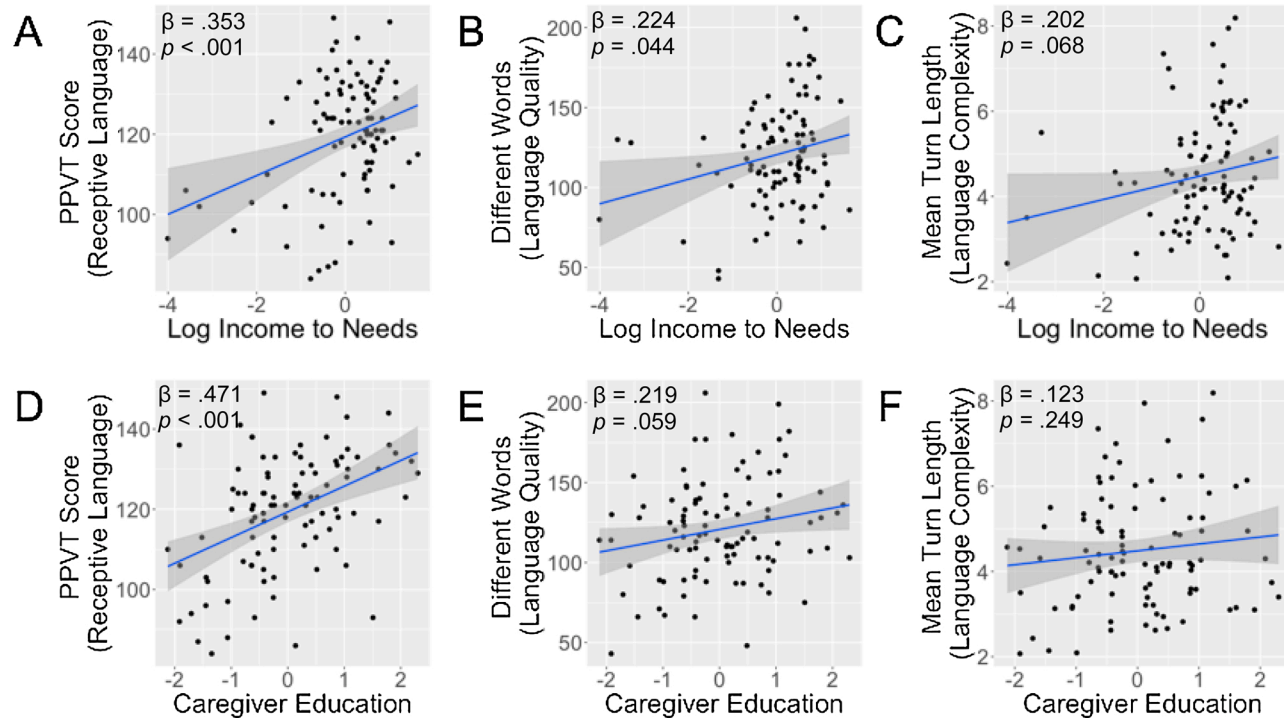 A
β = .353
p < .001
PPVT Score
(Receptive Language)
140
120
100
-4 -2 0
Log Income to Needs
B
β = .224
p = .044
Different Words
(Language Quality)
200
150
100
50
-4 -2 0
Log Income to Needs
C
β = .202
p = .068
Mean Turn Length
(Language Complexity)
8
6
4
2
-4 -2 0
Log Income to Needs
D
β = .471
p < .001
PPVT Score
(Receptive Language)
140
120
100
-2 -1 0 1 2
Caregiver Education
E
β = .219
p = .059
Different Words
(Language Quality)
200
150
100
50
-2 -1 0 1 2
Caregiver Education
F
β = .123
p = .249
Mean Turn Length
(Language Complexity)
8
6
4
2
-2 -1 0 1 2
Caregiver Education